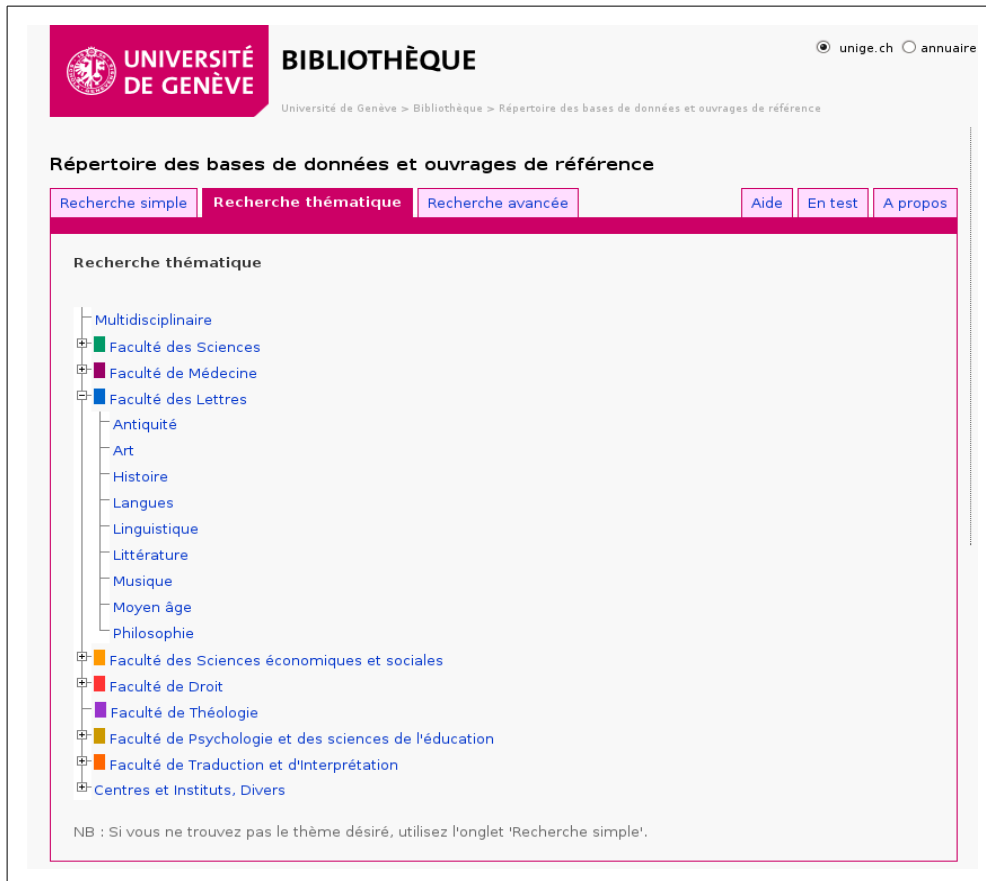 UNIVERSITÉ
DE GENÈVE
BIBLIOTHÈQUE
unige.ch annuaire
Université de Genève > Bibliothèque > Répertoire des bases de données et ouvrages de référence
Répertoire des bases de données et ouvrages de référence
Recherche simple Recherche thématique Recherche avancée Aide En test A propos
Recherche thématique
Multidisciplinaire
Faculté des Sciences
Faculté de Médecine
Faculté des Lettres
Antiquité
Art
Histoire
Langues
Linguistique
Littérature
Musique
Moyen âge
Philosophie
Faculté des Sciences économiques et sociales
Faculté de Droit
Faculté de Théologie
Faculté de Psychologie et des sciences de l'éducation
Faculté de Traduction et d'Interprétation
Centres et Instituts, Divers
NB : Si vous ne trouvez pas le thème désiré, utilisez l'onglet 'Recherche simple'.